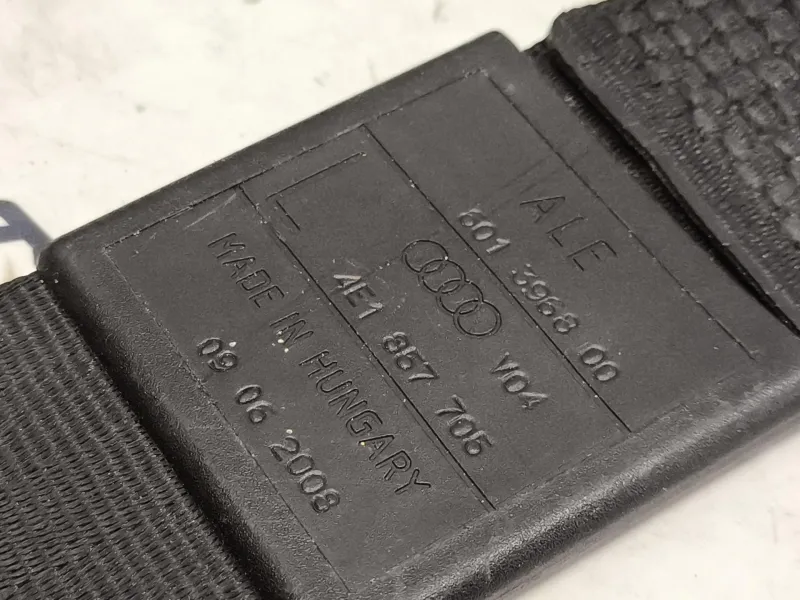 ALE
601 3968 00
V04
4E1 857 705
MADE IN HUNGARY
09 06 2008